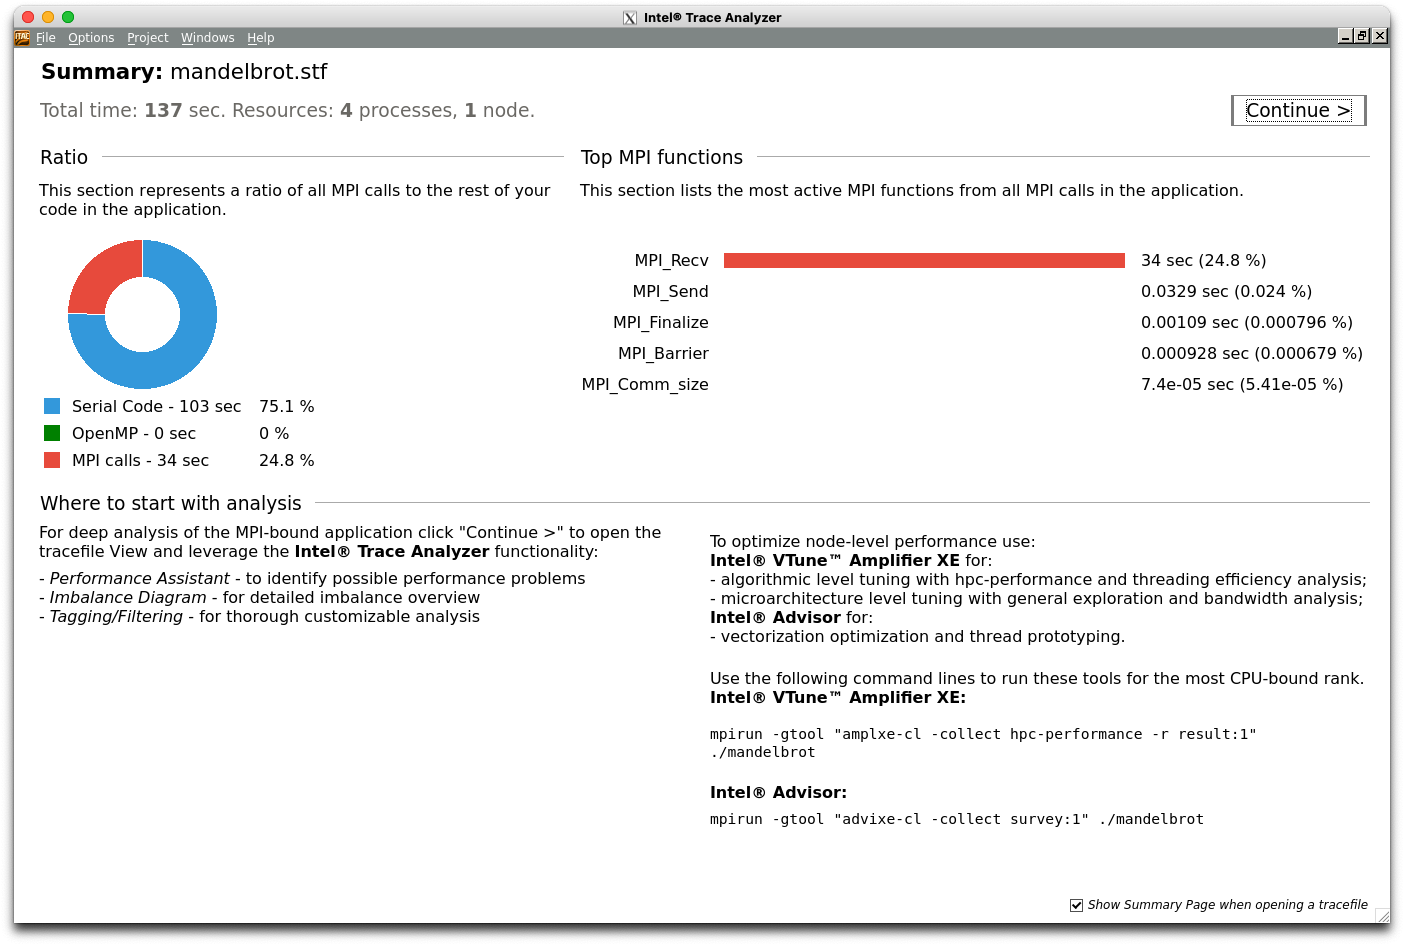 Intel® Trace Analyzer
ITAC File Options Project Windows Help
Summary: mandelbrot.stf
Total time: 137 sec. Resources: 4 processes, 1 node.
Continue >
Ratio
This section represents a ratio of all MPI calls to the rest of your
code in the application.
Serial Code - 103 sec 75.1 %
OpenMP - 0 sec 0 %
MPI calls - 34 sec 24.8 %
Top MPI functions
This section lists the most active MPI functions from all MPI calls in the application.
MPI_Recv 34 sec (24.8 %)
MPI_Send 0.0329 sec (0.024 %)
MPI_Finalize 0.00109 sec (0.000796 %)
MPI_Barrier 0.000928 sec (0.000679 %)
MPI_Comm_size 7.4e-05 sec (5.41e-05 %)
Where to start with analysis
For deep analysis of the MPI-bound application click "Continue >" to open the
tracefile View and leverage the Intel® Trace Analyzer functionality:
- Performance Assistant - to identify possible performance problems
- Imbalance Diagram - for detailed imbalance overview
- Tagging/Filtering - for thorough customizable analysis
To optimize node-level performance use:
Intel® VTune™ Amplifier XE for:
- algorithmic level tuning with hpc-performance and threading efficiency analysis;
- microarchitecture level tuning with general exploration and bandwidth analysis;
Intel® Advisor for:
- vectorization optimization and thread prototyping.
Use the following command lines to run these tools for the most CPU-bound rank.
Intel® VTune™ Amplifier XE:
mpirun -gtool "amplxe-cl -collect hpc-performance -r result:1"
./mandelbrot
Intel® Advisor:
mpirun -gtool "advixe-cl -collect survey:1" ./mandelbrot
Show Summary Page when opening a tracefile